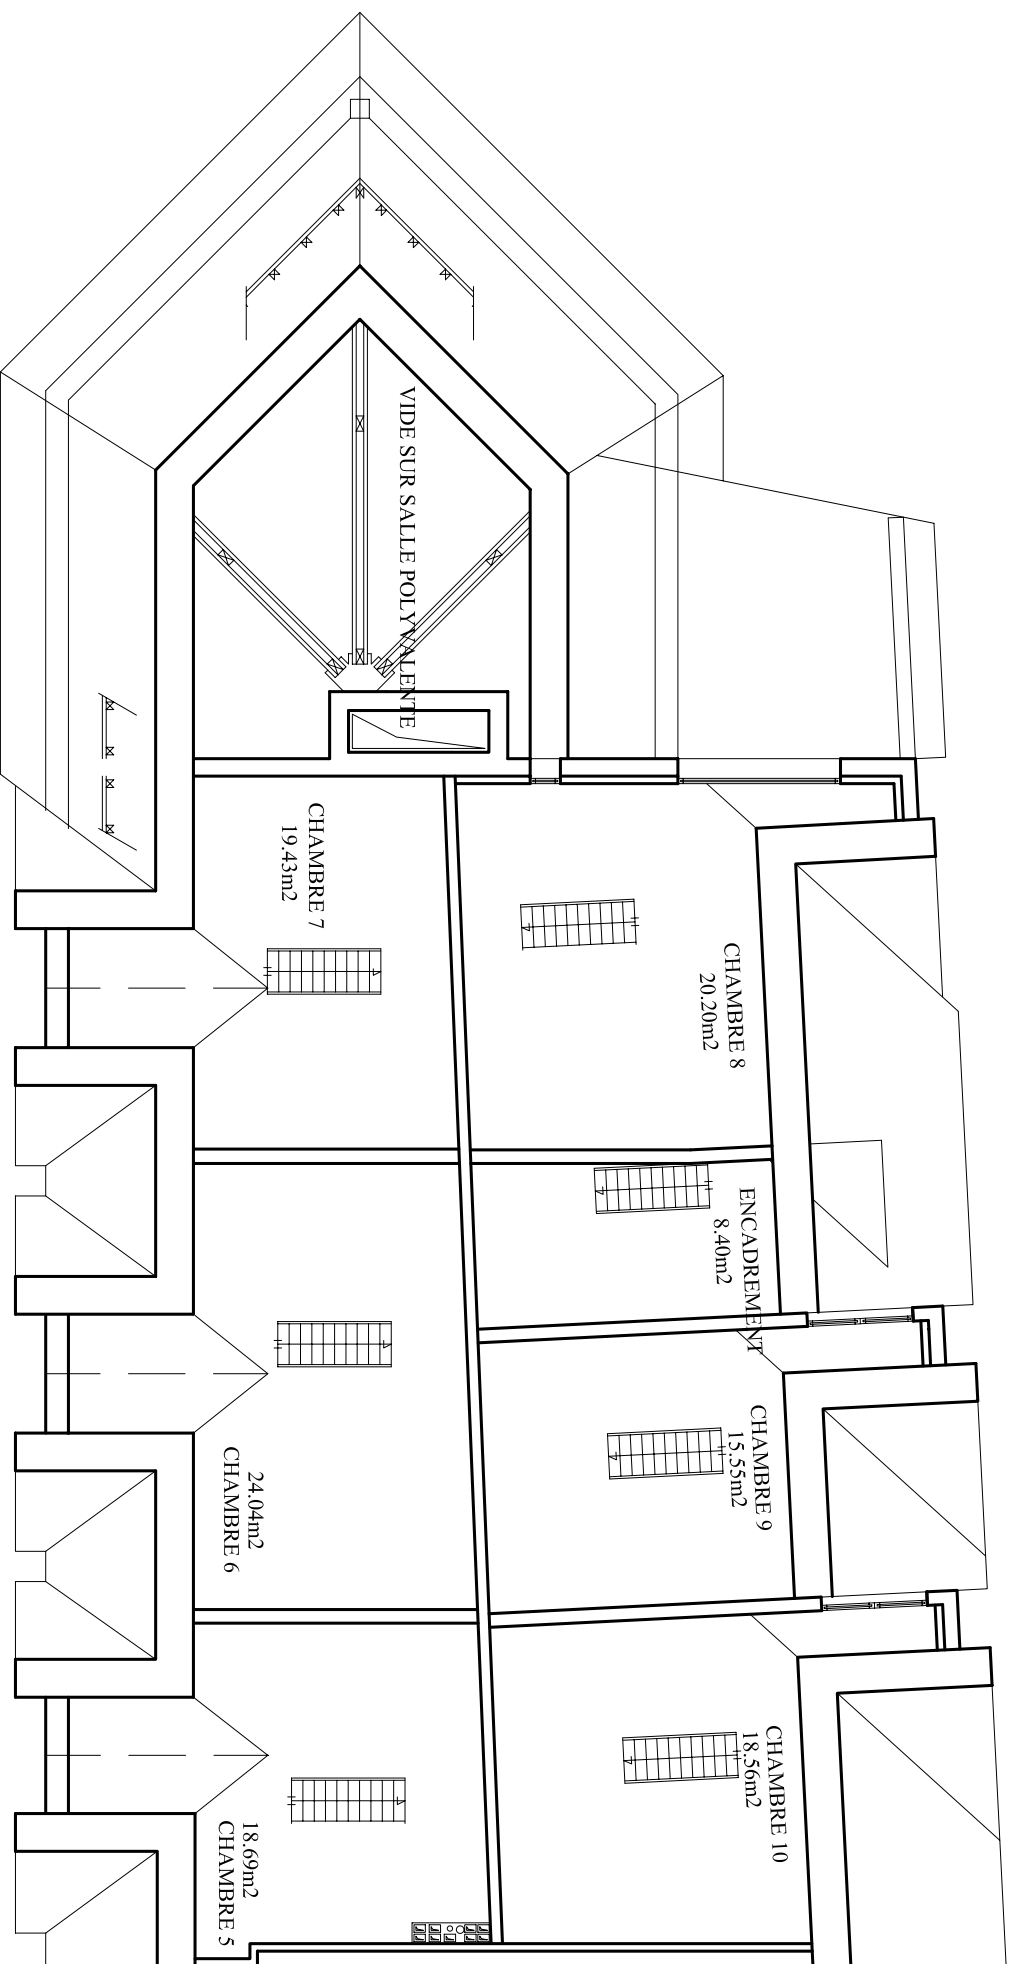 VIDE SUR SALLE POLYVALENTE
CHAMBRE 7
19.43m2
CHAMBRE 8
20.20m2
ENCADREMENT
8.40m2
CHAMBRE 9
15.55m2
24.04m2
CHAMBRE 6
CHAMBRE 10
18.56m2
18.69m2
CHAMBRE 5